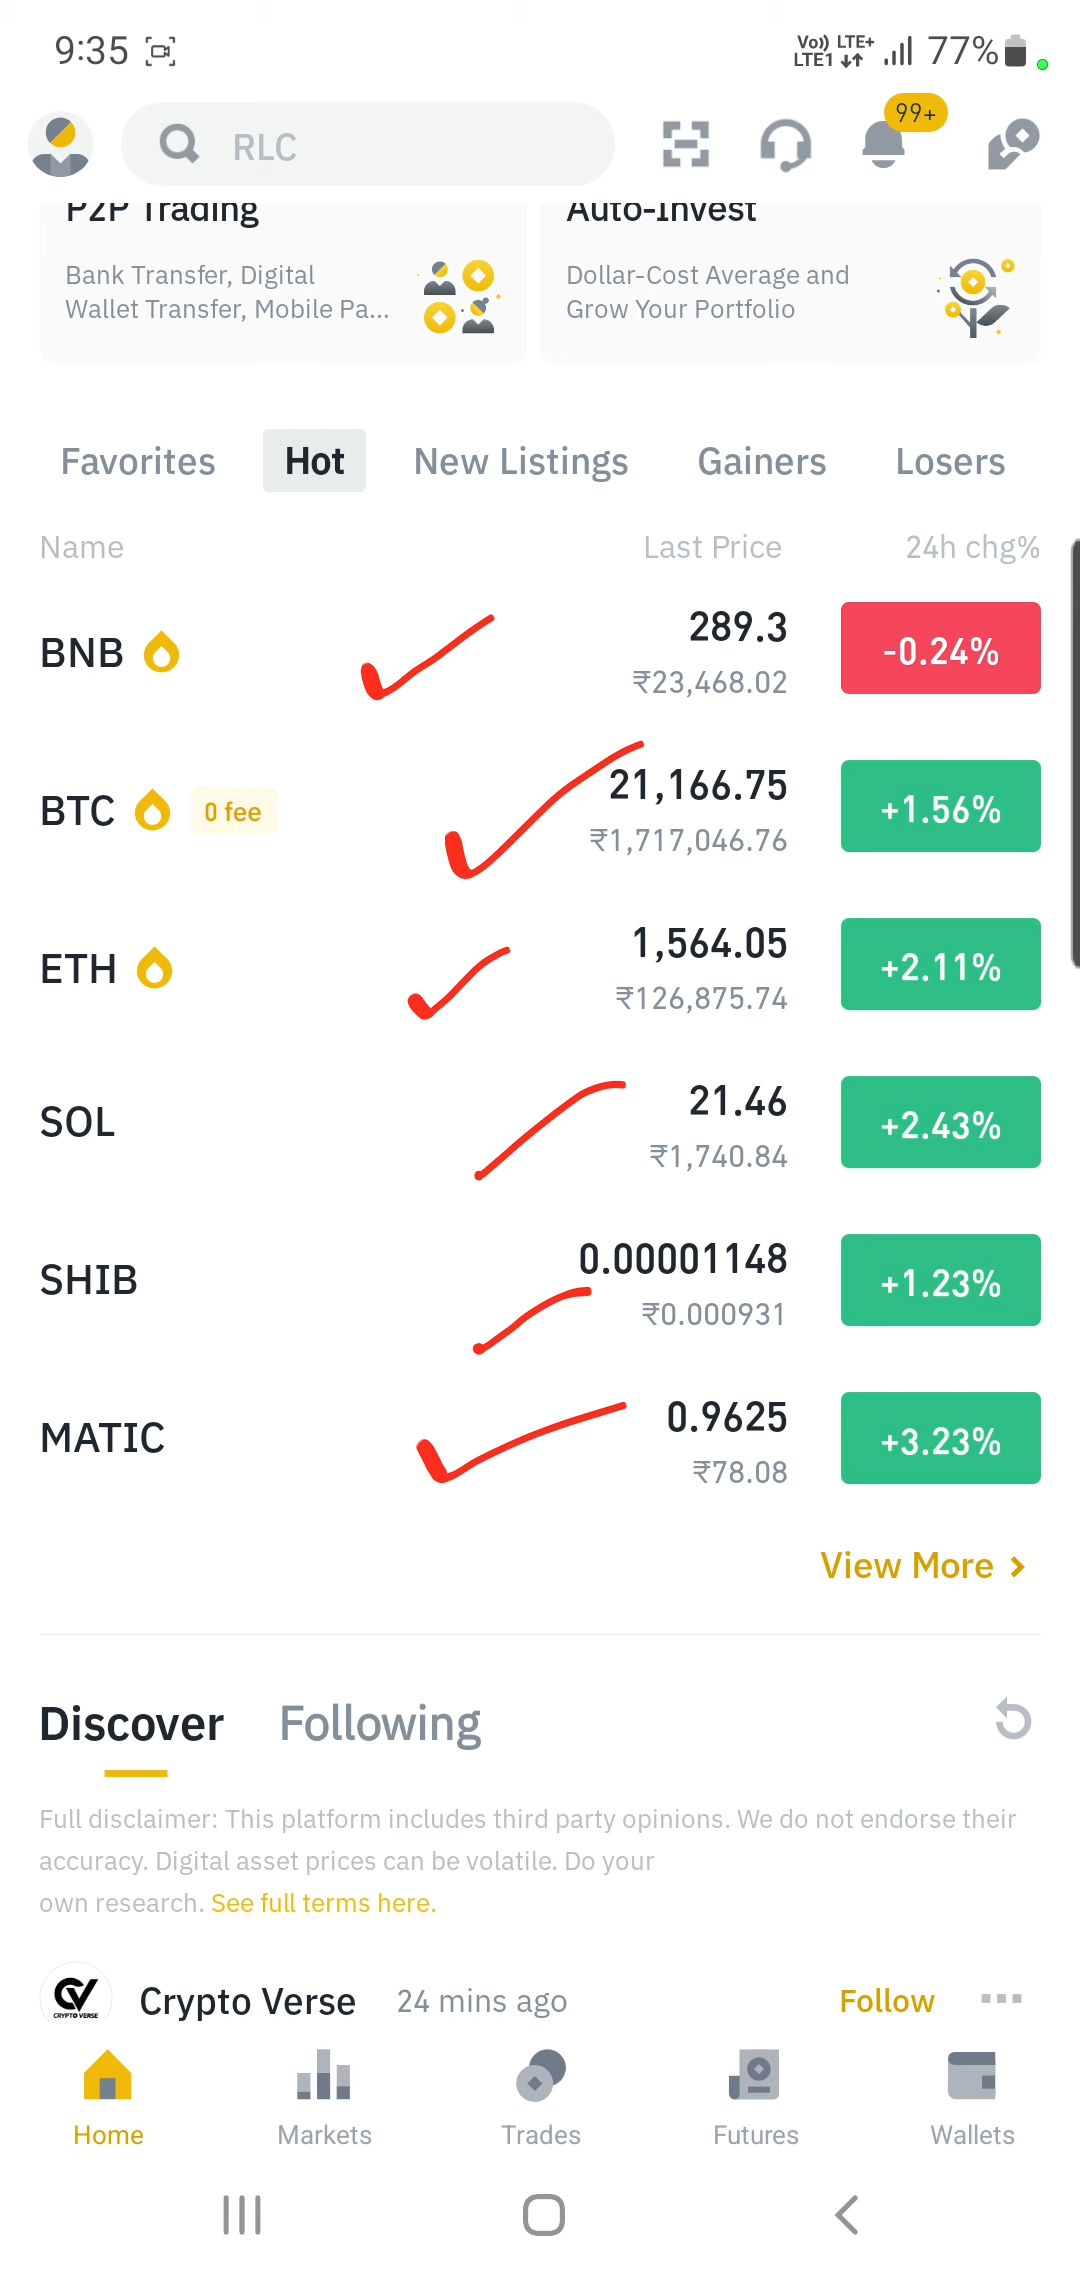 9:35
Vo)) LTE+
LTE1
77%
RLC
99+
P2P Trading
Auto-Invest
Bank Transfer, Digital
Wallet Transfer, Mobile Pa...
Dollar-Cost Average and
Grow Your Portfolio
Favorites Hot New Listings Gainers Losers
Name Last Price 24h chg%
BNB 289.3 -0.24%
₹23,468.02
BTC 0 fee 21,166.75 +1.56%
₹1,717,046.76
ETH 1,564.05 +2.11%
₹126,875.74
SOL 21.46 +2.43%
₹1,740.84
SHIB 0.00001148 +1.23%
₹0.000931
MATIC 0.9625 +3.23%
₹78.08
View More
Discover Following
Full disclaimer: This platform includes third party opinions. We do not endorse their
accuracy. Digital asset prices can be volatile. Do your
own research. See full terms here.
CRYPTO VERSE
Crypto Verse 24 mins ago Follow
Home Markets Trades Futures Wallets